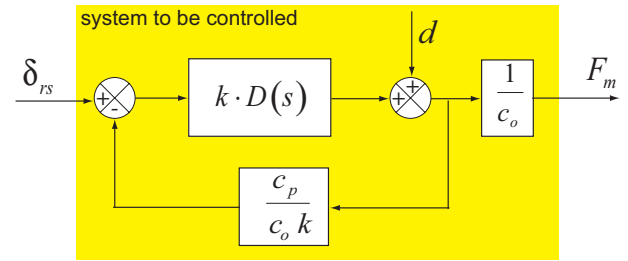 system to be controlled
d
δ_rs
+
-
k · D(s)
+
+
1
c_o
F_m
c_p
c_o k